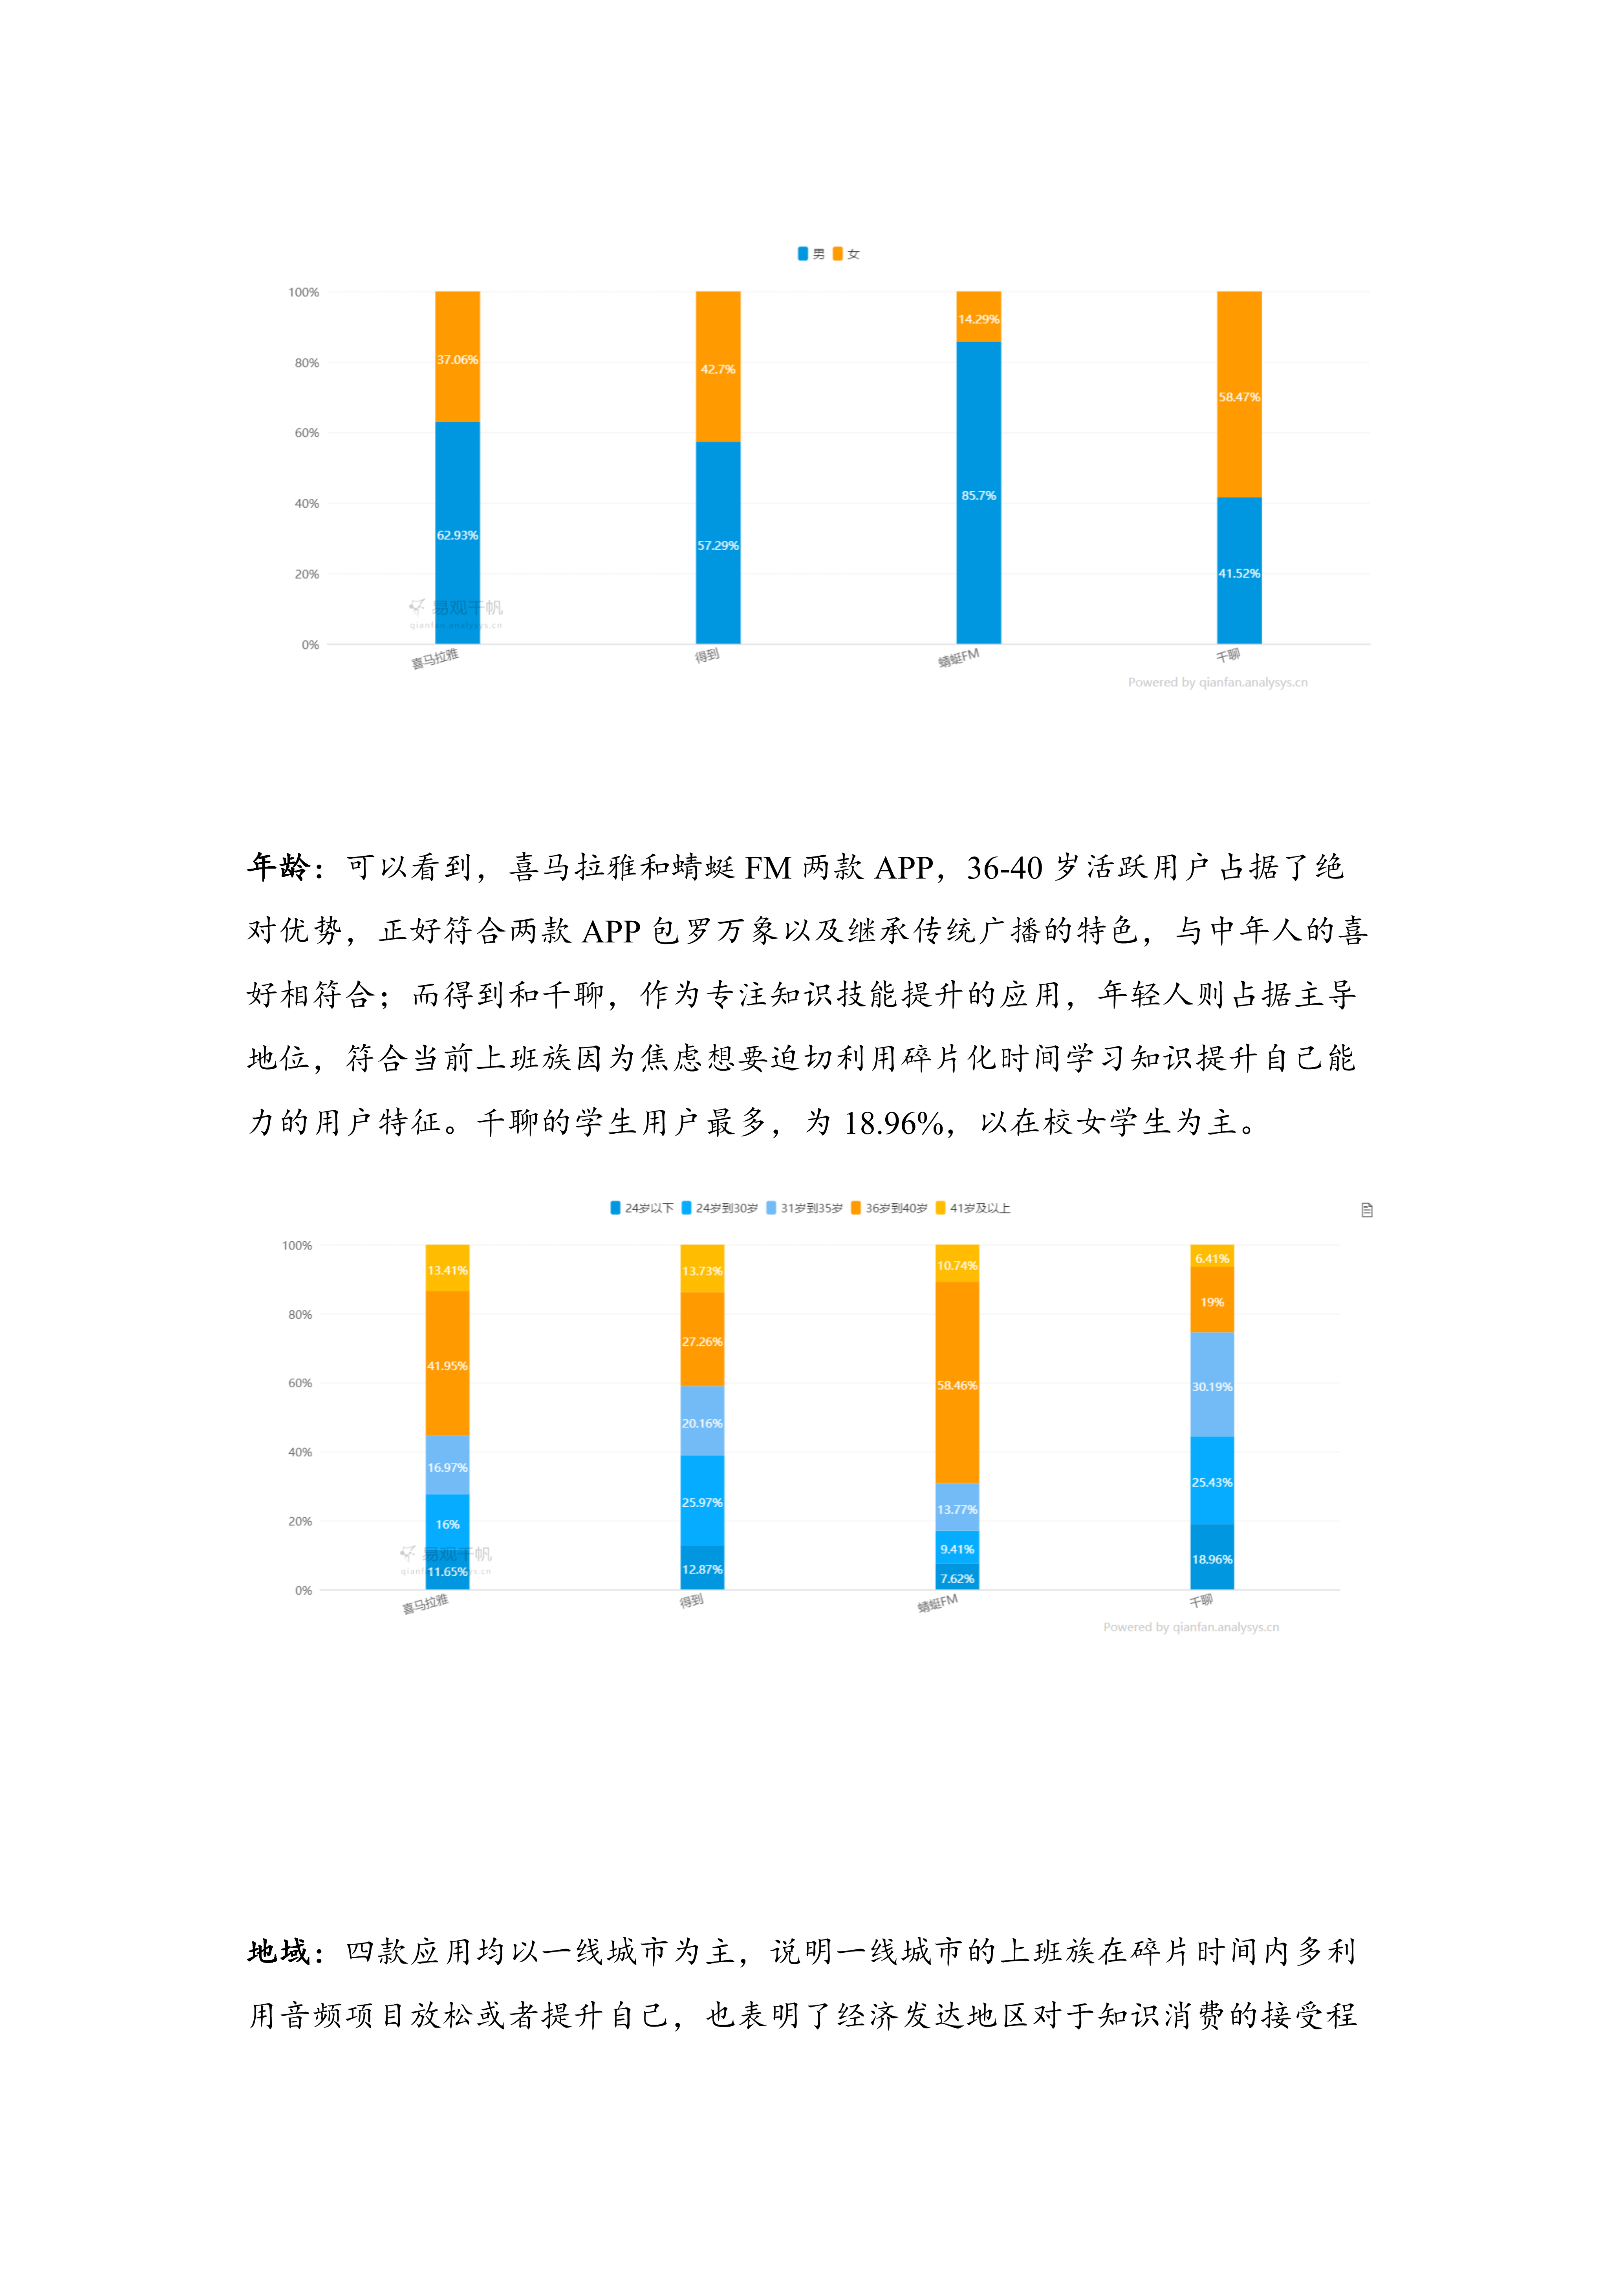 男 女
100%
80%
60%
40%
20%
0%
37.06%
62.93%
42.7%
57.29%
14.29%
85.7%
58.47%
41.52%
易观千帆
qianfan.analysys.cn
喜马拉雅 得到 蜻蜓FM 千聊
Powered by qianfan.analysys.cn
年龄：可以看到，喜马拉雅和蜻蜓 FM 两款 APP，36-40 岁活跃用户占据了绝
对优势，正好符合两款 APP 包罗万象以及继承传统广播的特色，与中年人的喜
好相符合；而得到和千聊，作为专注知识技能提升的应用，年轻人则占据主导
地位，符合当前上班族因为焦虑想要迫切利用碎片化时间学习知识提升自己能
力的用户特征。千聊的学生用户最多，为 18.96%，以在校女学生为主。
24岁以下 24岁到30岁 31岁到35岁 36岁到40岁 41岁及以上
100%
80%
60%
40%
20%
0%
13.41%
41.95%
16.97%
16%
11.65%
13.73%
27.26%
20.16%
25.97%
12.87%
10.74%
58.46%
13.77%
9.41%
7.62%
6.41%
19%
30.19%
25.43%
18.96%
易观千帆
喜马拉雅 得到 蜻蜓FM 千聊
Powered by qianfan.analysys.cn
地域：四款应用均以一线城市为主，说明一线城市的上班族在碎片时间内多利
用音频项目放松或者提升自己，也表明了经济发达地区对于知识消费的接受程